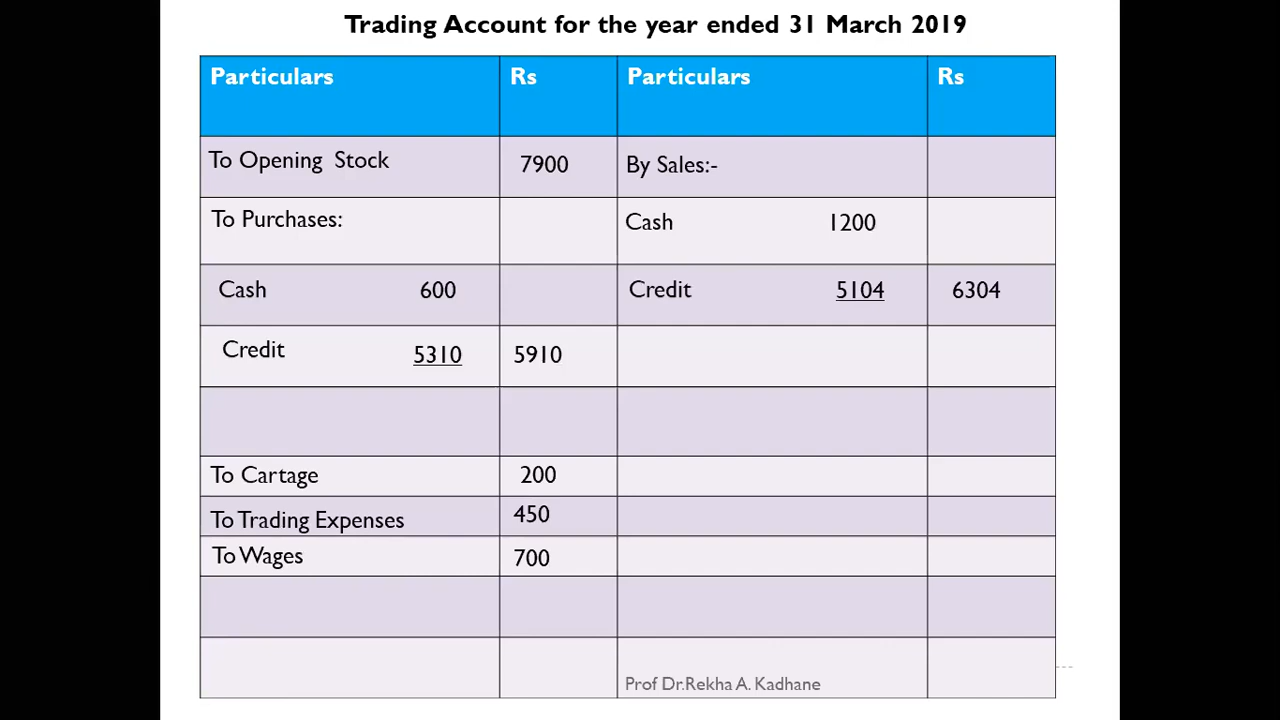 Trading Account for the year ended 31 March 2019
Particulars Rs Particulars Rs
To Opening Stock 7900 By Sales:-
To Purchases: Cash 1200
Cash 600 Credit 5104 6304
Credit 5310 5910
To Cartage 200
To Trading Expenses 450
To Wages 700
Prof Dr.Rekha A. Kadhane